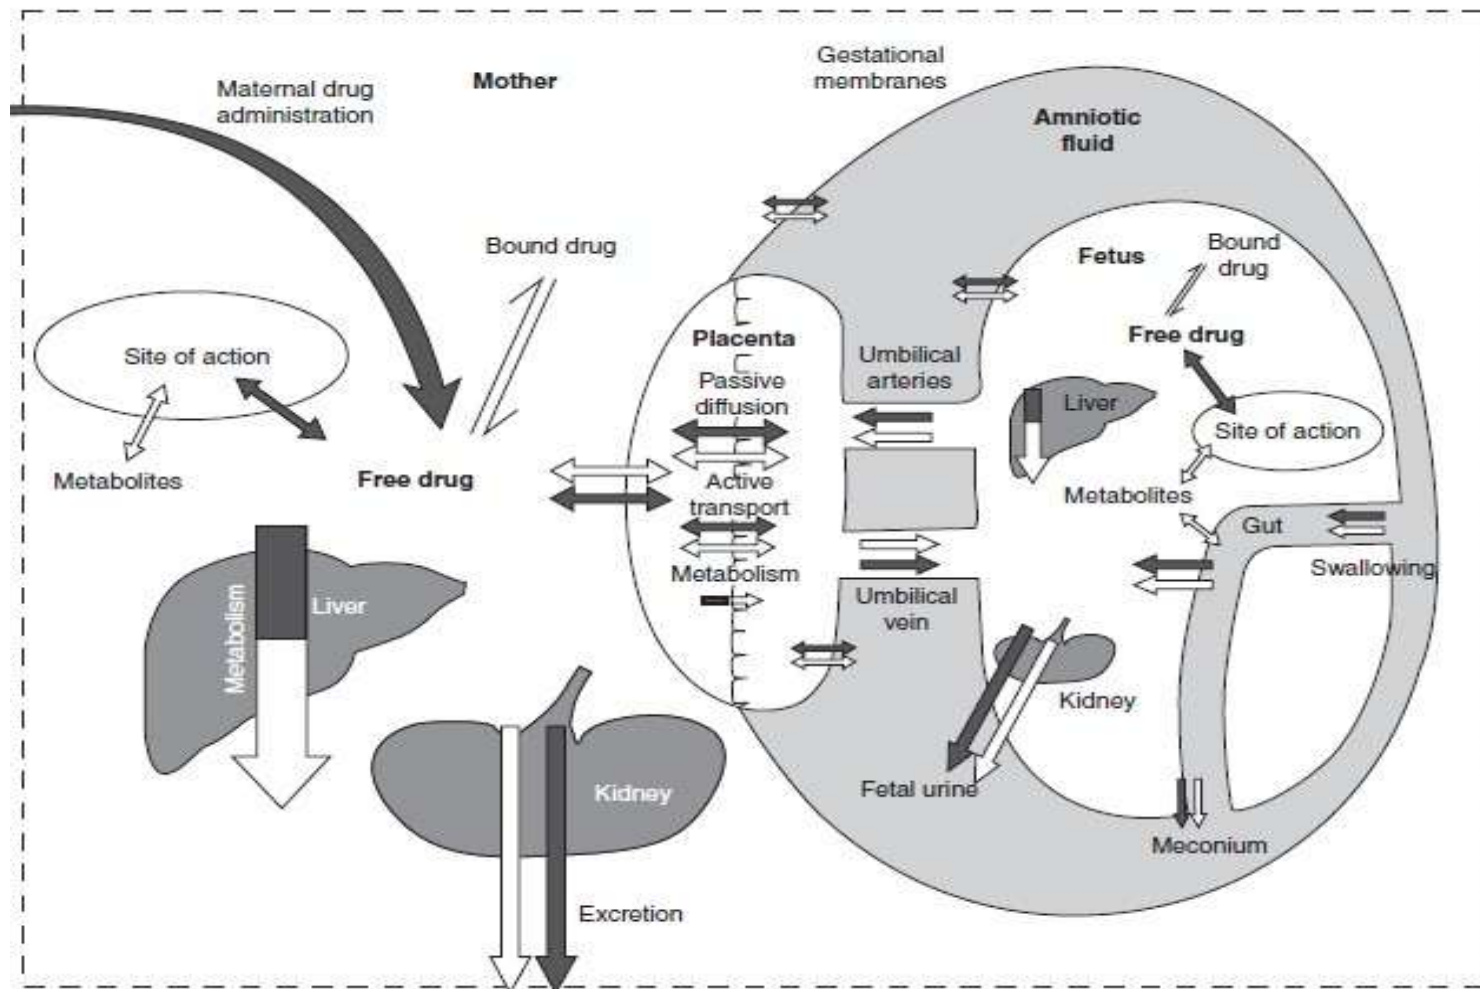 Maternal drug
administration
Mother
Gestational
membranes
Amniotic
fluid
Bound drug
Site of action
Metabolites
Free drug
Placenta
Passive
diffusion
Active
transport
Metabolism
Umbilical
arteries
Umbilical
vein
Fetus
Bound
drug
Free drug
Liver
Site of action
Metabolites
Gut
Swallowing
Kidney
Fetal urine
Meconium
Metabolism
Liver
Kidney
Excretion